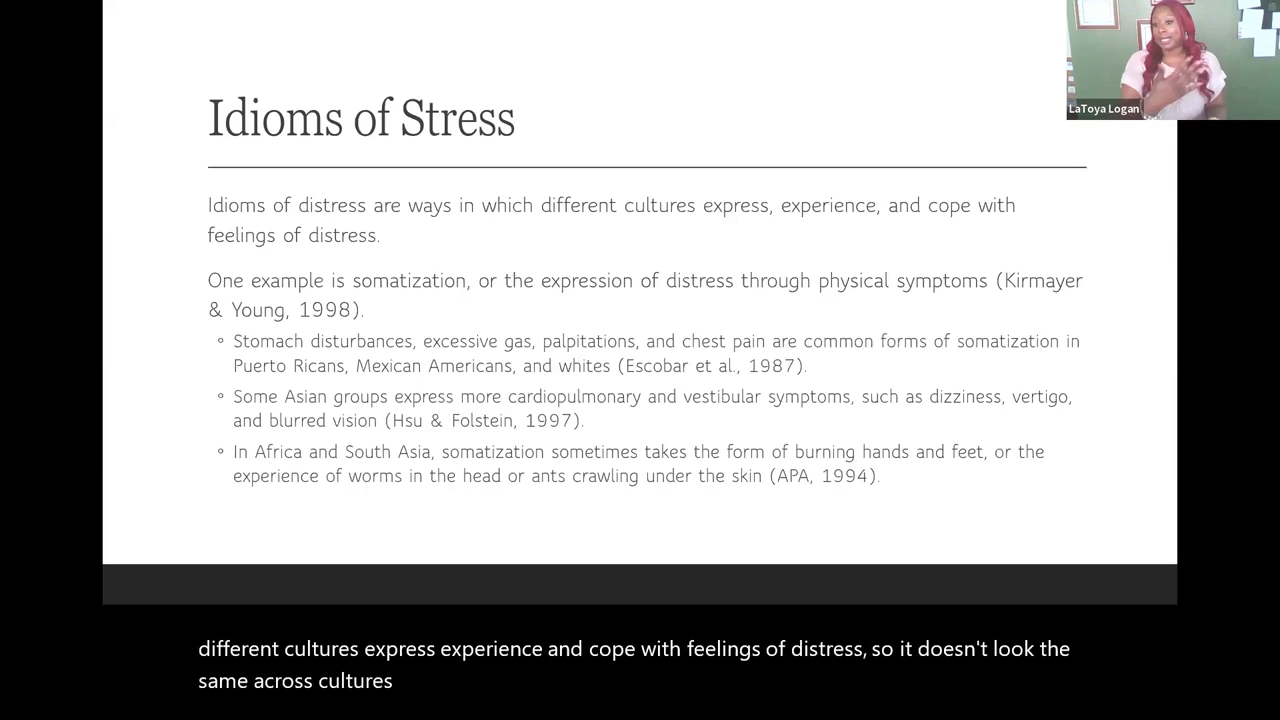 Idioms of Stress
LaToya Logan
Idioms of distress are ways in which different cultures express, experience, and cope with
feelings of distress.
One example is somatization, or the expression of distress through physical symptoms (Kirmayer
& Young, 1998).
◦ Stomach disturbances, excessive gas, palpitations, and chest pain are common forms of somatization in
Puerto Ricans, Mexican Americans, and whites (Escobar et al., 1987).
◦ Some Asian groups express more cardiopulmonary and vestibular symptoms, such as dizziness, vertigo,
and blurred vision (Hsu & Folstein, 1997).
◦ In Africa and South Asia, somatization sometimes takes the form of burning hands and feet, or the
experience of worms in the head or ants crawling under the skin (APA, 1994).
different cultures express experience and cope with feelings of distress, so it doesn't look the
same across cultures